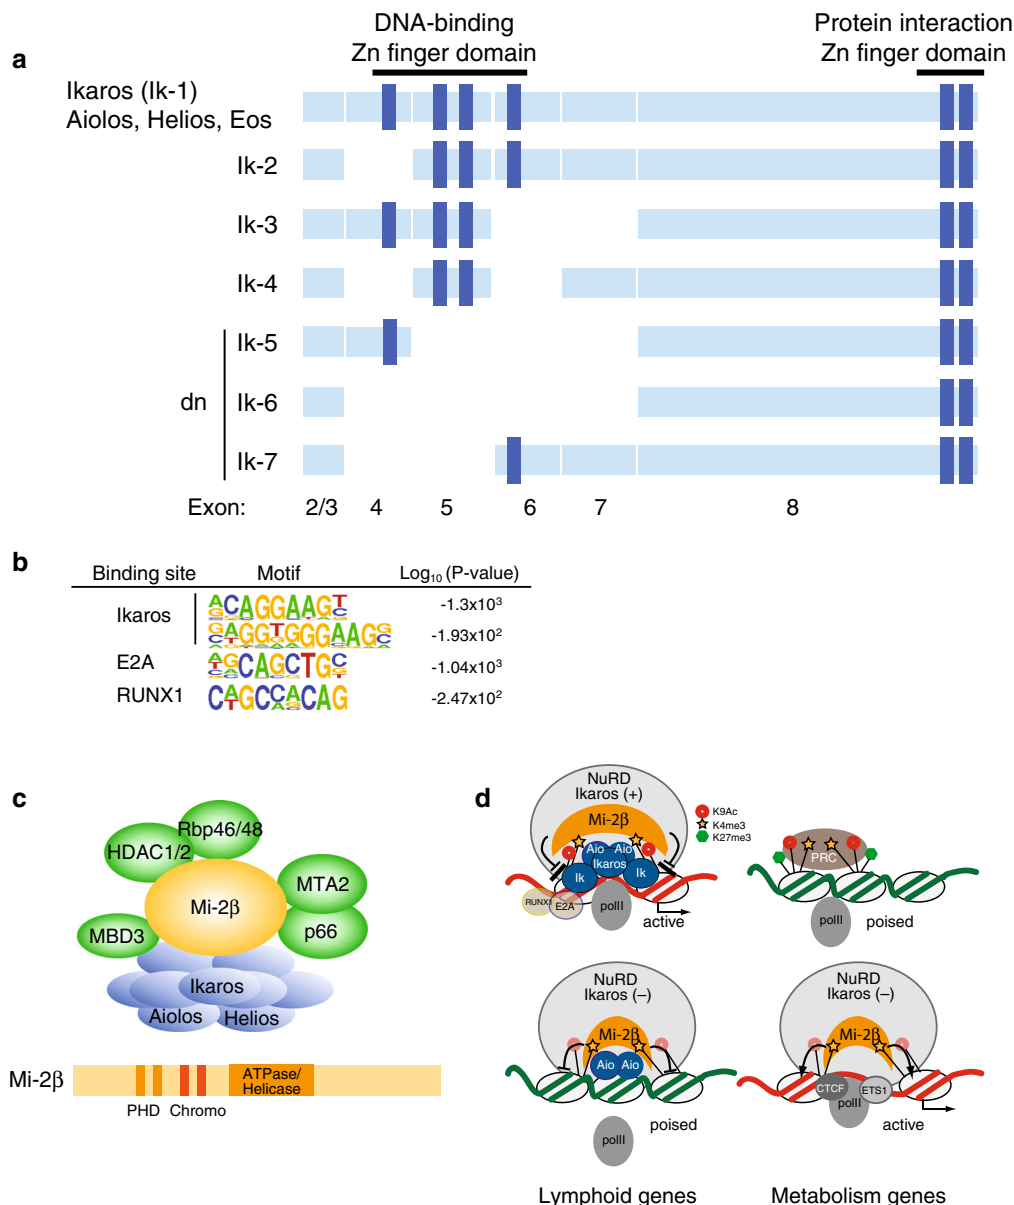 a
DNA-binding
Zn finger domain
Protein interaction
Zn finger domain
Ikaros (Ik-1)
Aiolos, Helios, Eos
Ik-2
Ik-3
Ik-4
Ik-5
dn
Ik-6
Ik-7
Exon: 2/3 4 5 6 7 8
b
Binding site Motif Log₁₀ (P-value)
Ikaros
-1.3x10³
-1.93x10²
E2A
-1.04x10³
RUNX1
-2.47x10²
c
Rbp46/48
HDAC1/2
Mi-2β
MTA2
MBD3
p66
Ikaros
Aiolos
Helios
Mi-2β
ATPase/
Helicase
PHD Chromo
d
NuRD
Ikaros (+)
Mi-2β
K9Ac
K4me3
K27me3
Aio Aio
Ikaros
Ik Ik
RUNX1
E2A
polII
active
PRC
polII
poised
NuRD
Ikaros (–)
Mi-2β
Aio Aio
polII
poised
Lymphoid genes
NuRD
Ikaros (–)
Mi-2β
CTCF
ETS1
polII
active
Metabolism genes